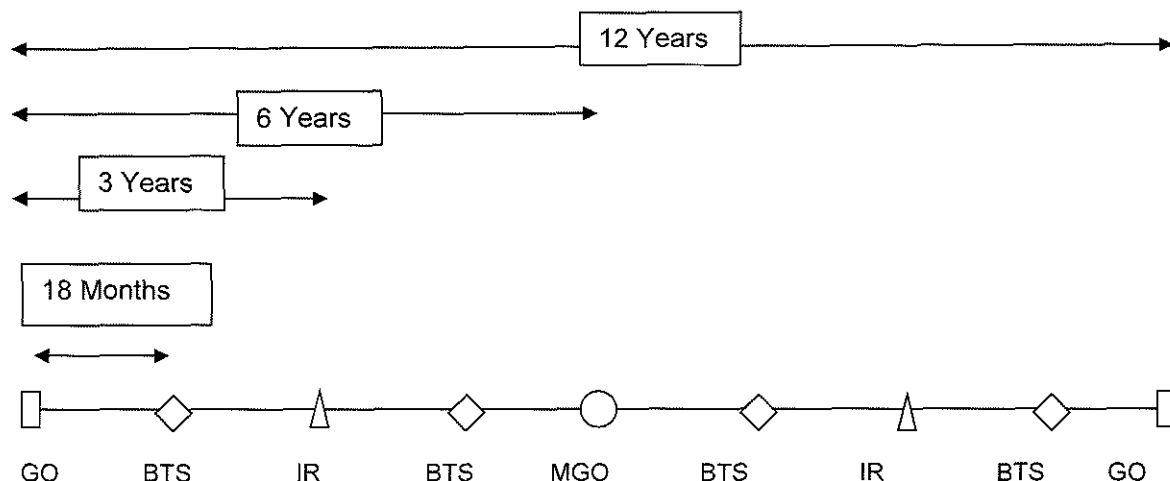 12 Years
6 Years
3 Years
18 Months
GO BTS IR BTS MGO BTS IR BTS GO